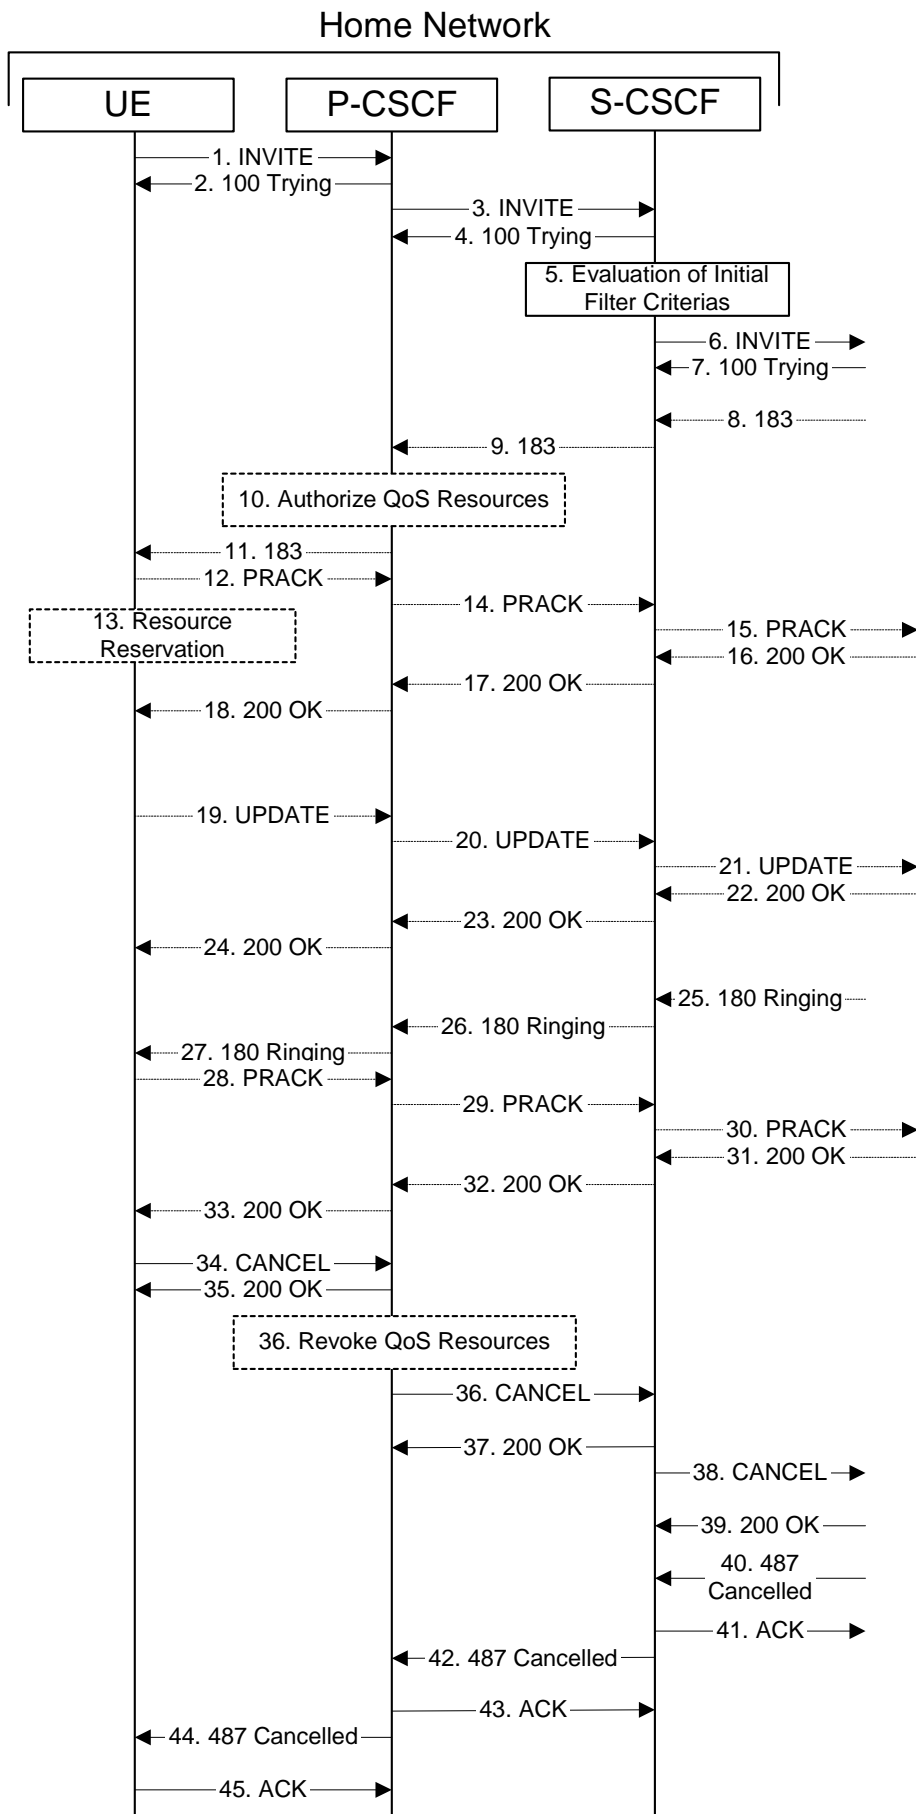 Home Network
UE
P-CSCF
S-CSCF
1. INVITE
2. 100 Trying
3. INVITE
4. 100 Trying
5. Evaluation of Initial
Filter Criterias
6. INVITE
7. 100 Trying
8. 183
9. 183
10. Authorize QoS Resources
11. 183
12. PRACK
14. PRACK
13. Resource
Reservation
15. PRACK
16. 200 OK
17. 200 OK
18. 200 OK
19. UPDATE
20. UPDATE
21. UPDATE
22. 200 OK
23. 200 OK
24. 200 OK
25. 180 Ringing
26. 180 Ringing
27. 180 Ringing
28. PRACK
29. PRACK
30. PRACK
31. 200 OK
32. 200 OK
33. 200 OK
34. CANCEL
35. 200 OK
36. Revoke QoS Resources
36. CANCEL
37. 200 OK
38. CANCEL
39. 200 OK
40. 487
Cancelled
41. ACK
42. 487 Cancelled
43. ACK
44. 487 Cancelled
45. ACK